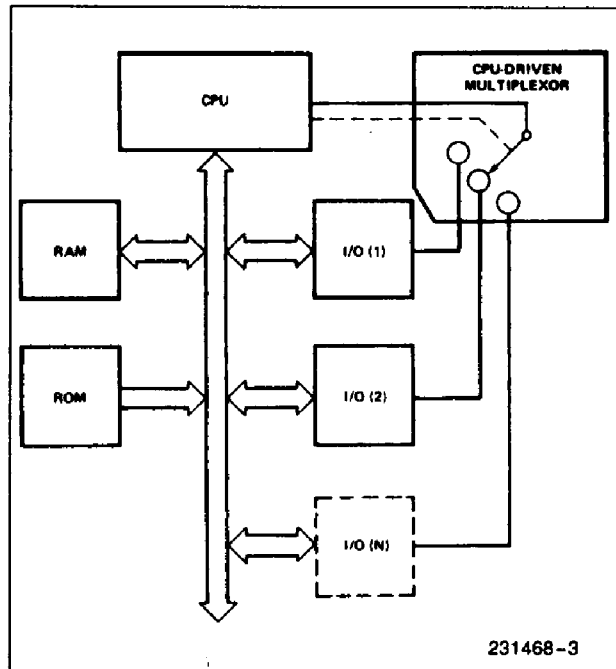 CPU
CPU-DRIVEN
MULTIPLEXOR
RAM
I/O (1)
ROM
I/O (2)
I/O (N)
231468-3